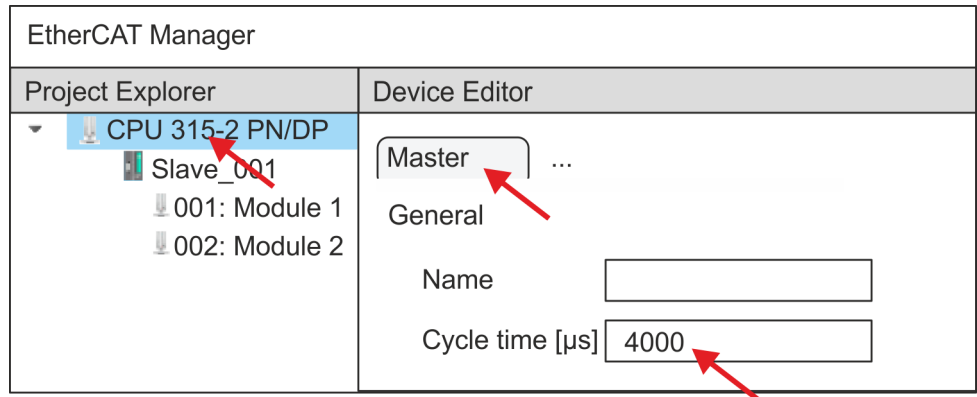 EtherCAT Manager
Project Explorer
CPU 315-2 PN/DP
Slave_001
001: Module 1
002: Module 2
Device Editor
Master ...
General
Name
Cycle time [µs] 4000